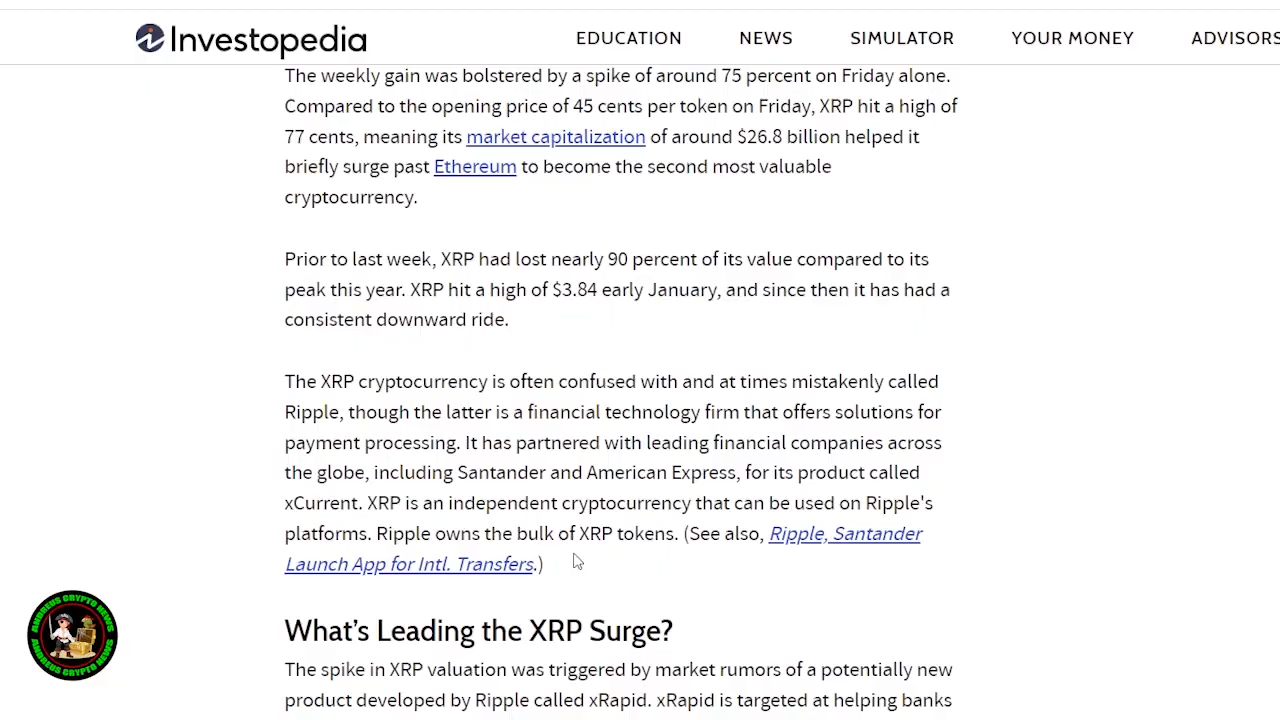 Investopedia
EDUCATION NEWS SIMULATOR YOUR MONEY ADVISORS
The weekly gain was bolstered by a spike of around 75 percent on Friday alone.
Compared to the opening price of 45 cents per token on Friday, XRP hit a high of
77 cents, meaning its market capitalization of around $26.8 billion helped it
briefly surge past Ethereum to become the second most valuable
cryptocurrency.
Prior to last week, XRP had lost nearly 90 percent of its value compared to its
peak this year. XRP hit a high of $3.84 early January, and since then it has had a
consistent downward ride.
The XRP cryptocurrency is often confused with and at times mistakenly called
Ripple, though the latter is a financial technology firm that offers solutions for
payment processing. It has partnered with leading financial companies across
the globe, including Santander and American Express, for its product called
xCurrent. XRP is an independent cryptocurrency that can be used on Ripple's
platforms. Ripple owns the bulk of XRP tokens. (See also, Ripple, Santander
Launch App for Intl. Transfers.)
What's Leading the XRP Surge?
The spike in XRP valuation was triggered by market rumors of a potentially new
product developed by Ripple called xRapid. xRapid is targeted at helping banks
ANDREUS CRYPTO NEWS
ANDREUS CRYPTO NEWS